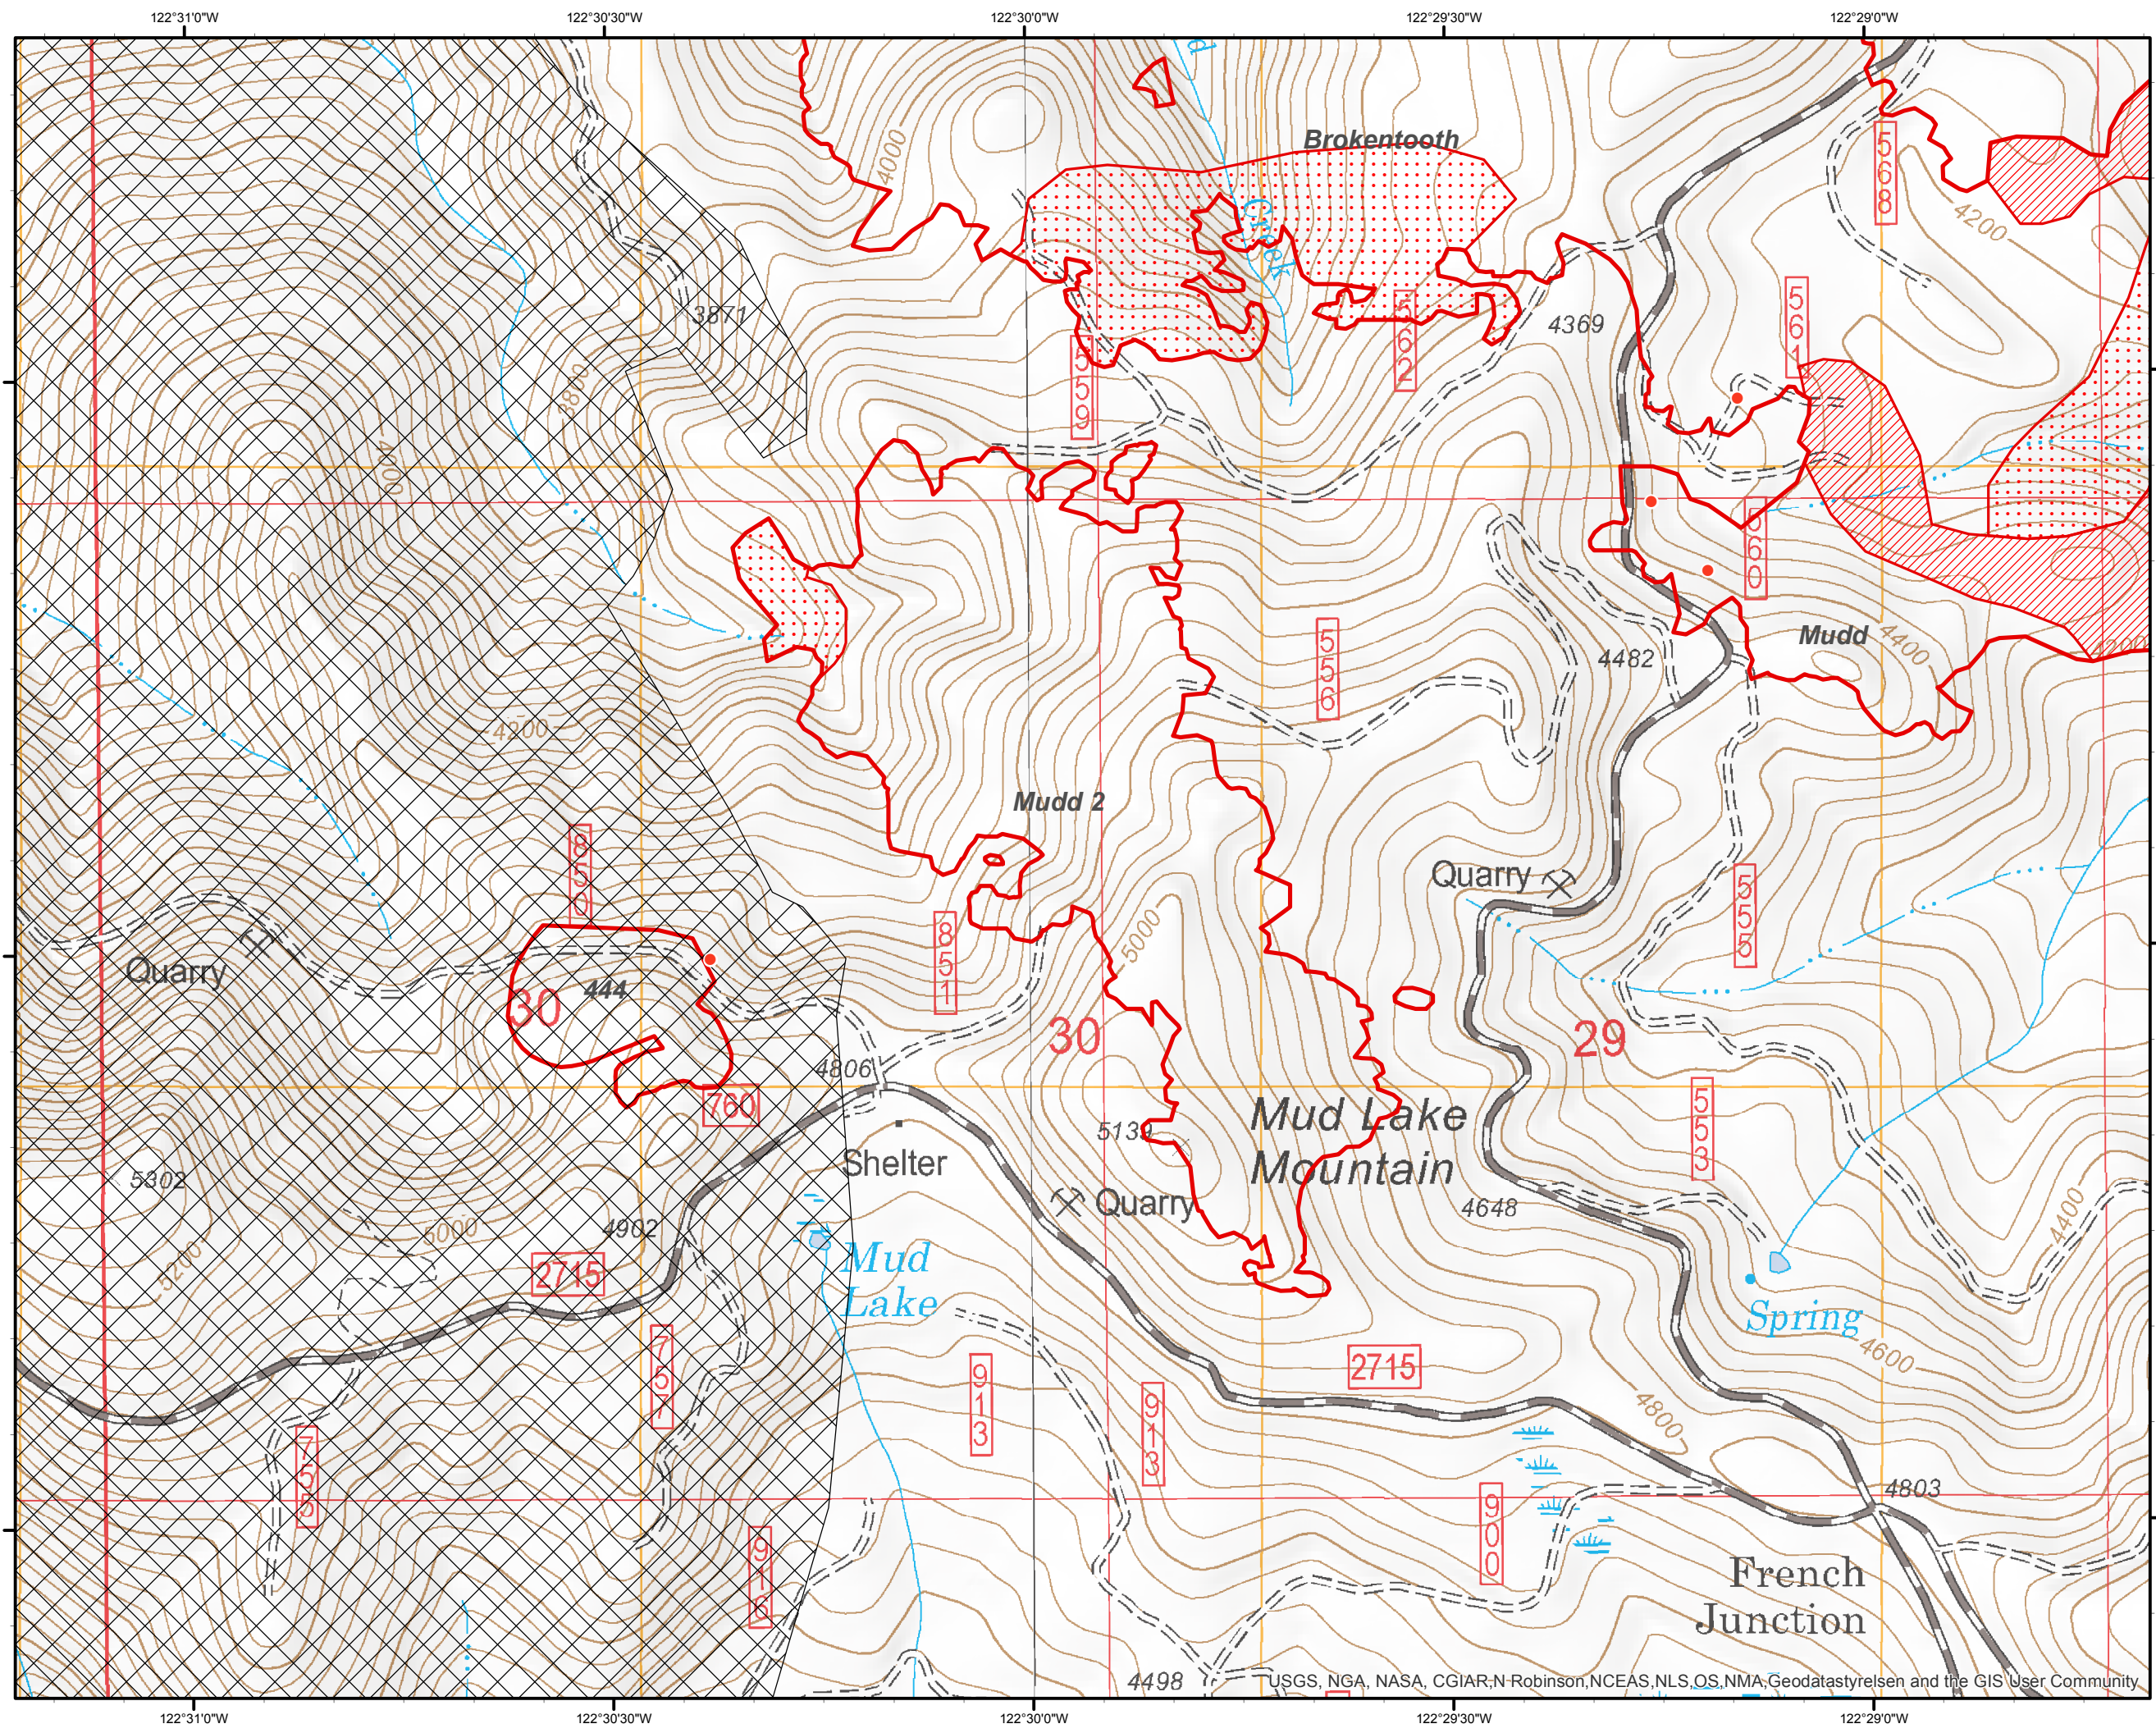 122°31'0"W
122°30'30"W
122°30'0"W
122°29'30"W
122°29'0"W
Brokentooth
4000
568
4200
Creek
3871
4369
561
559
562
3800
4000
560
556
Mudd
4400
4482
4200
4200
Mudd 2
850
Quarry
555
5000
851
Quarry
444
30
30
29
4806
760
553
Mud Lake
Mountain
5139
Shelter
5302
Quarry
4648
4400
5000
4902
5200
Mud
Lake
2715
Spring
4600
757
913
2715
913
4800
755
4803
900
916
French
Junction
4498
USGS, NGA, NASA, CGIAR,N Robinson,NCEAS,NLS,OS,NMA,Geodatastyrelsen and the GIS User Community
122°31'0"W
122°30'30"W
122°30'0"W
122°29'30"W
122°29'0"W